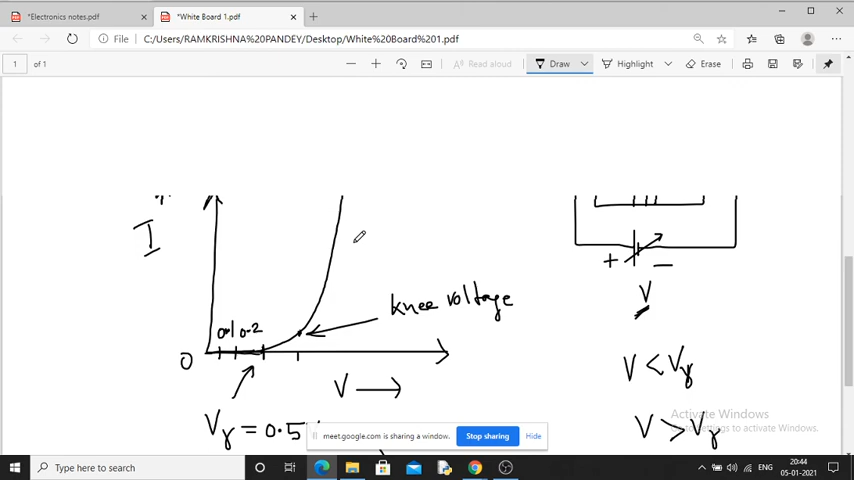 *Electronics notes.pdf
*White Board 1.pdf
File
C:/Users/RAMKRISHNA%20PANDEY/Desktop/White%20Board%201.pdf
1 of 1
Read aloud
Draw
Highlight
Erase
I
knee voltage
0.1 0.2
0
V
Vγ = 0.5
+ −
V
V < Vγ
V > Vγ
Activate Windows
to Settings to activate Windows.
meet.google.com is sharing a window.
Stop sharing
Hide
Type here to search
ENG
20:44
05-01-2021